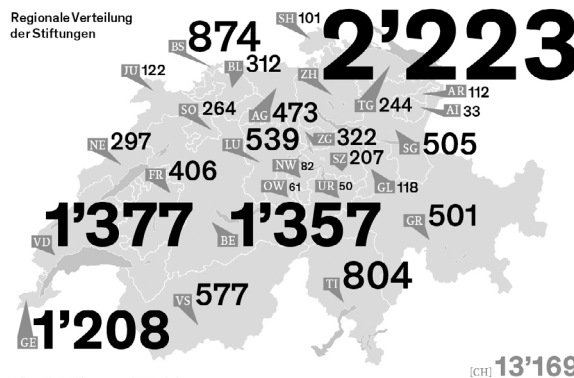 Regionale Verteilung
der Stiftungen
SH 101
BS 874
ZH 2’223
BL 312
JU 122
AR 112
SO 264
AG 473
TG 244
AI 33
NE 297
LU 539
ZG 322
SG 505
FR 406
NW 82
SZ 207
OW 61
UR 50
GL 118
VD 1’377
BE 1’357
GR 501
VS 577
TI 804
GE 1’208
[CH] 13’169